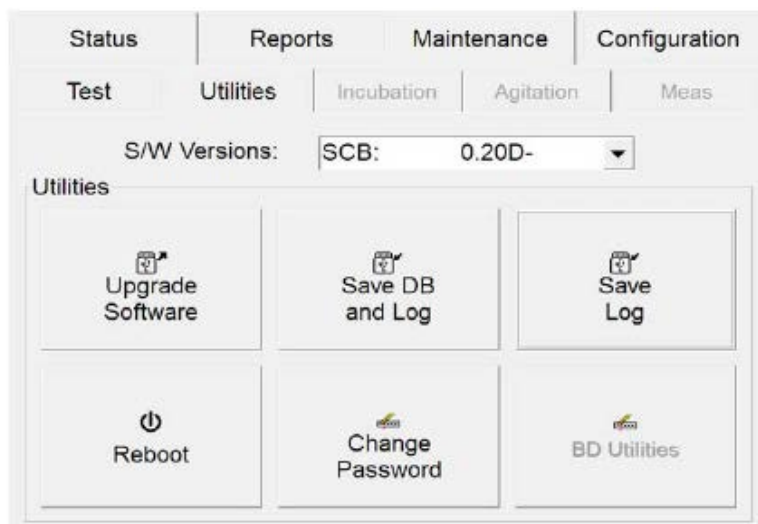 Status Reports Maintenance Configuration
Test Utilities Incubation Agitation Meas
S/W Versions: SCB: 0.20D-
Utilities
Upgrade Software
Save DB and Log
Save Log
Reboot
Change Password
BD Utilities